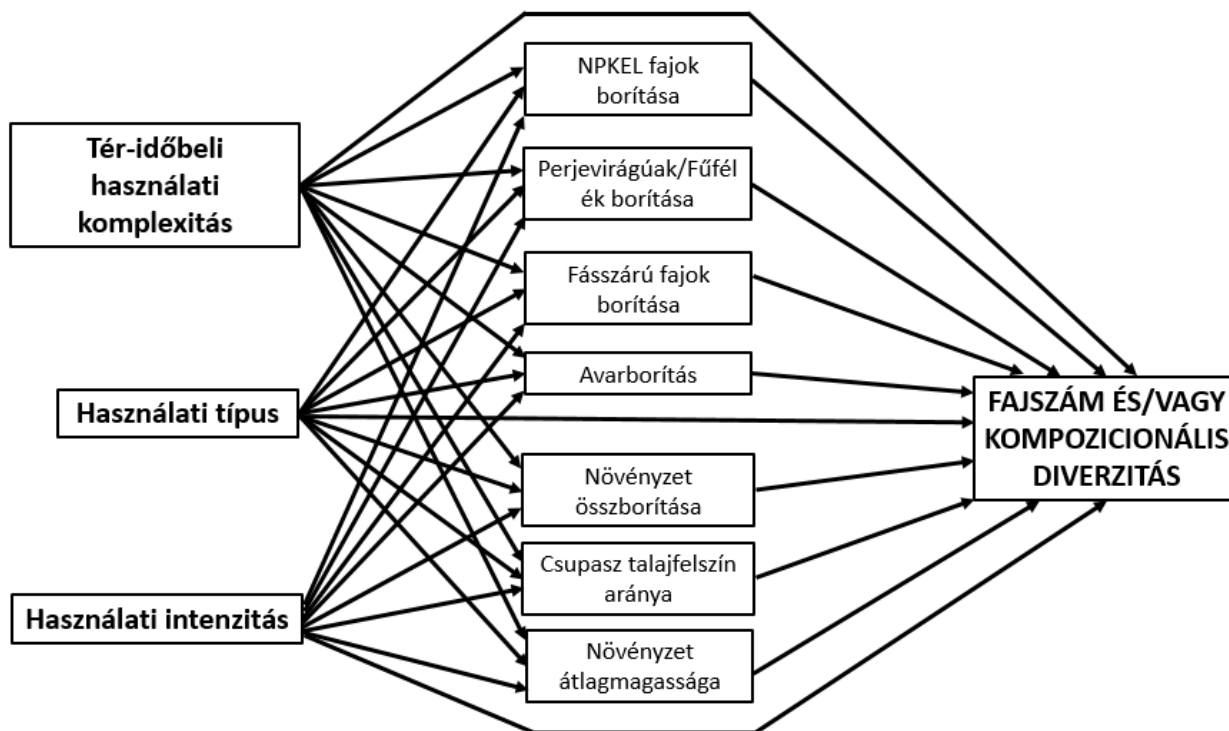 Tér-időbeli
használati
komplexitás
Használati típus
Használati intenzitás
NPKEL fajok
borítása
Perjevirágúak/Fűfél
ék borítása
Fásszárú fajok
borítása
Avarborítás
Növényzet
összborítása
Csupasz talajfelszín
aránya
Növényzet
átlagmagassága
FAJSZÁM ÉS/VAGY
KOMPOZICIONÁLIS
DIVERZITÁS